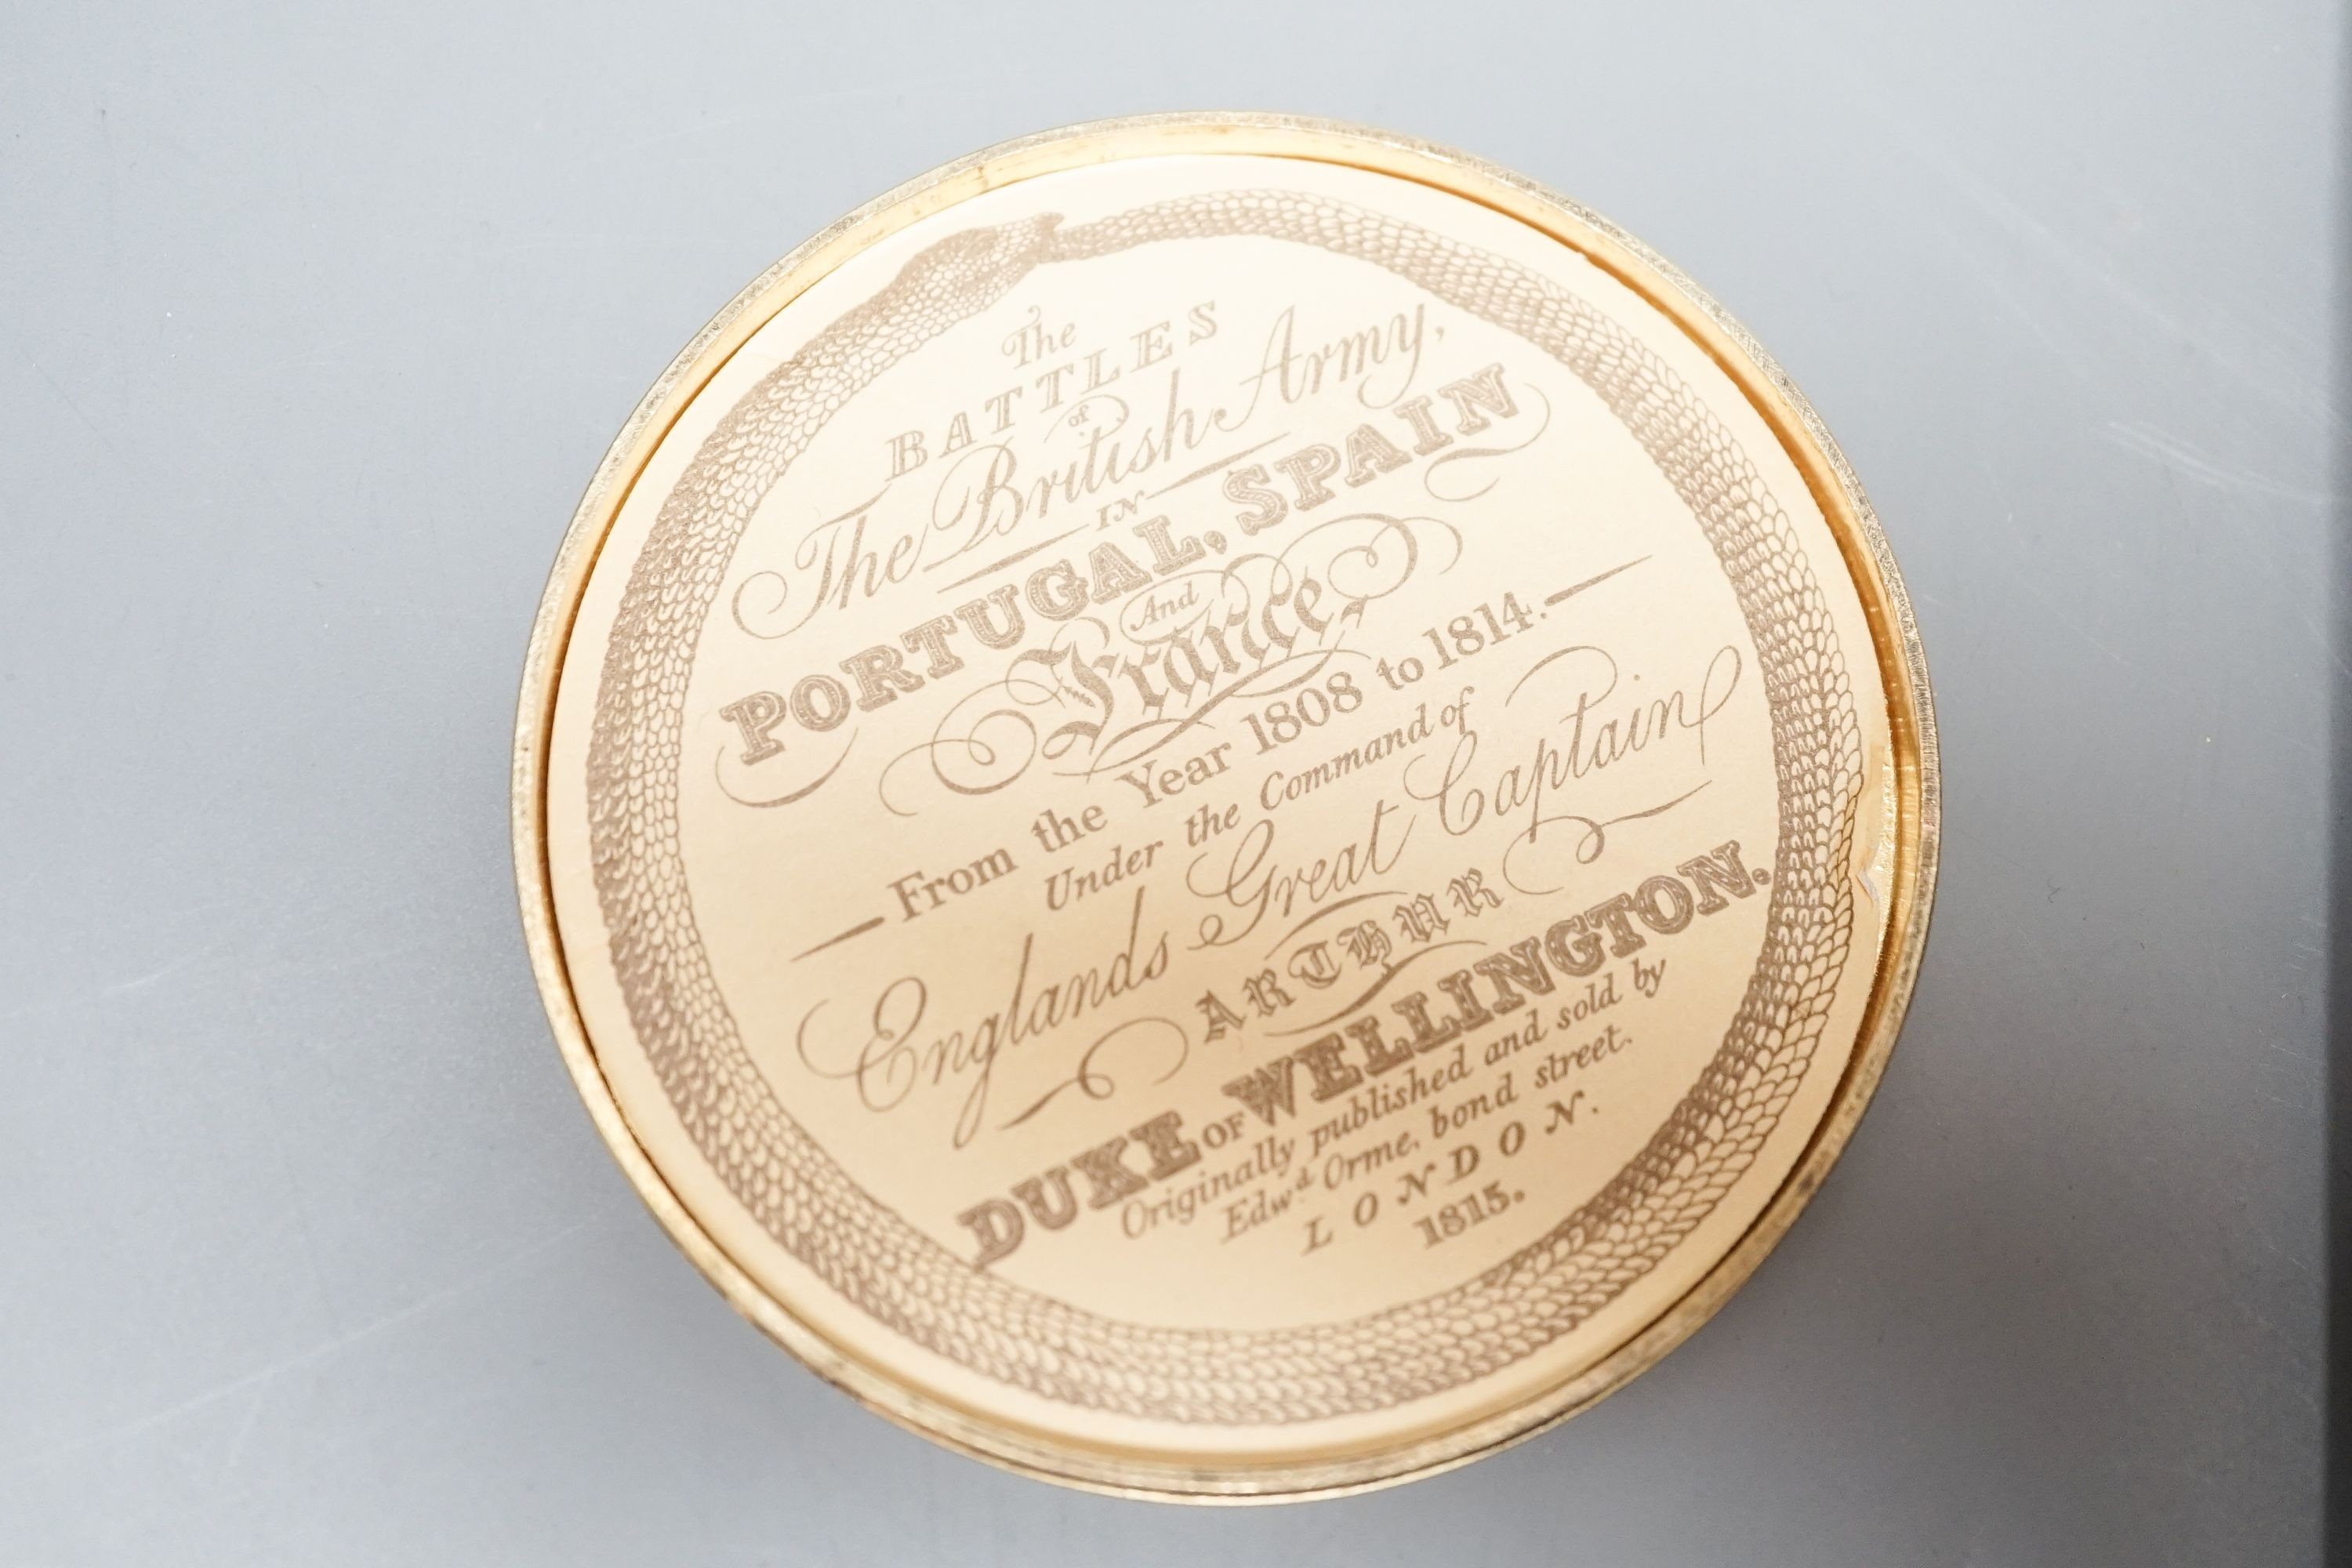 The
BATTLES
of
The British Army,
IN
PORTUGAL, SPAIN
And
France,
From the Year 1808 to 1814.
Under the Command of
Englands Great Captain
ARTHUR
DUKE OF WELLINGTON.
Originally published and sold by
Edwd. Orme, bond street.
LONDON.
1815.